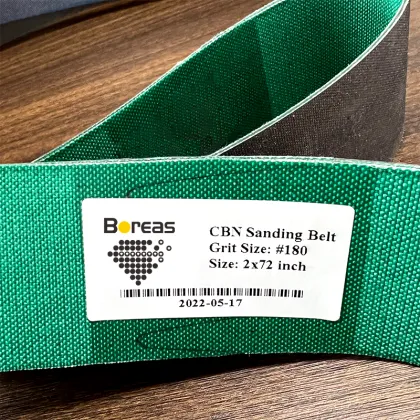 Boreas
CBN Sanding Belt
Grit Size: #180
Size: 2x72 inch
2022-05-17